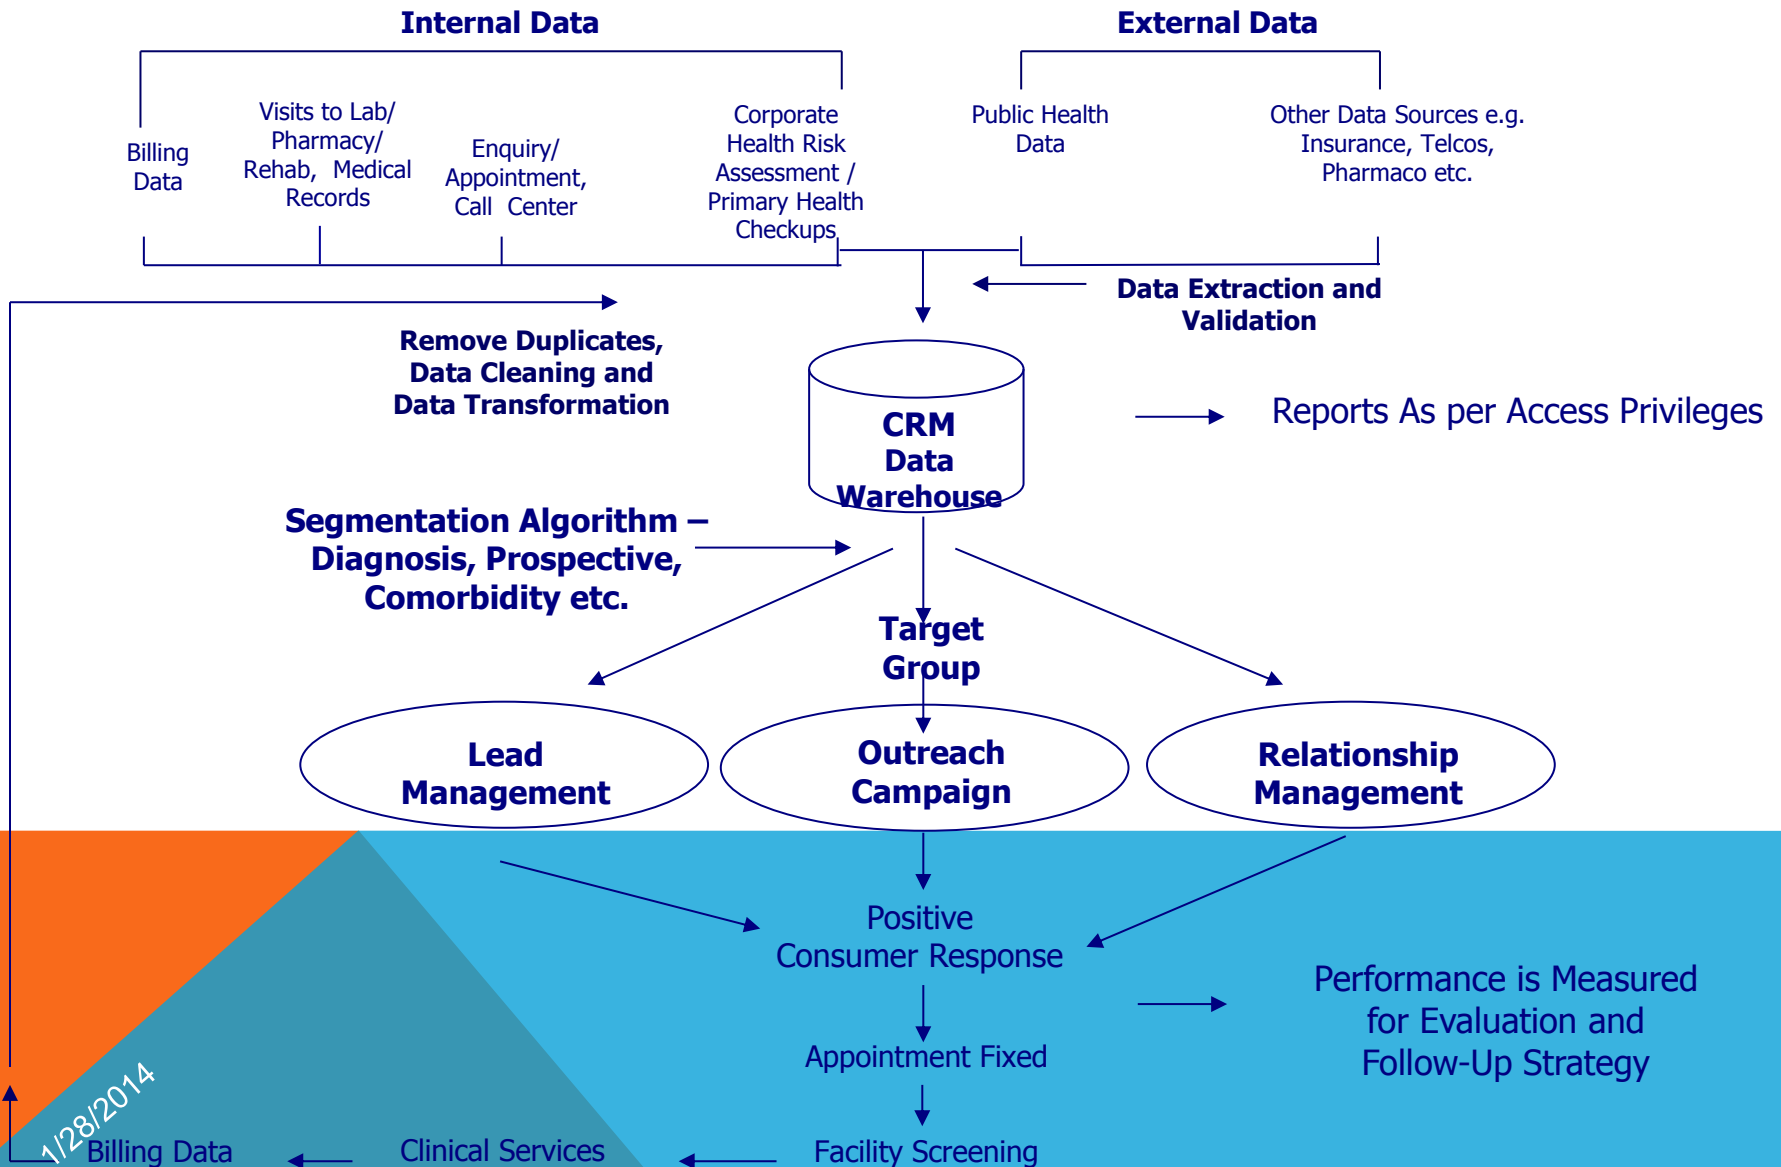 Internal Data
External Data
Billing
Data
Visits to Lab/
Pharmacy/
Rehab, Medical
Records
Enquiry/
Appointment,
Call Center
Corporate
Health Risk
Assessment /
Primary Health
Checkups
Public Health
Data
Other Data Sources e.g.
Insurance, Telcos,
Pharmaco etc.
Data Extraction and
Validation
Remove Duplicates,
Data Cleaning and
Data Transformation
CRM
Data
Warehouse
Reports As per Access Privileges
Segmentation Algorithm –
Diagnosis, Prospective,
Comorbidity etc.
Target
Group
Lead
Management
Outreach
Campaign
Relationship
Management
Positive
Consumer Response
Performance is Measured
for Evaluation and
Follow-Up Strategy
Appointment Fixed
Facility Screening
Clinical Services
Billing Data
1/28/2014